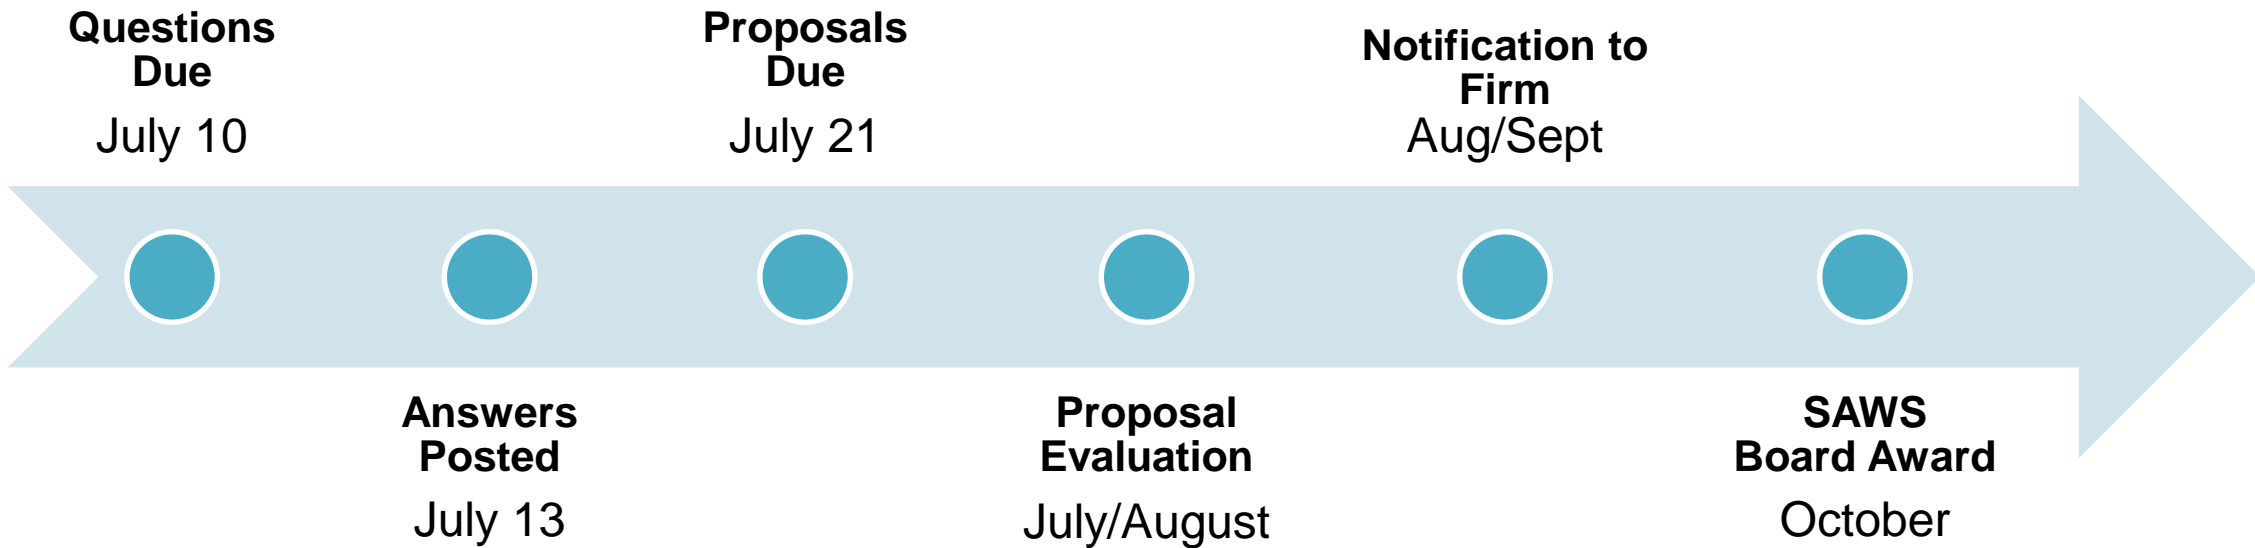 Questions
Due
July 10
Answers
Posted
July 13
Proposals
Due
July 21
Proposal
Evaluation
July/August
Notification to
Firm
Aug/Sept
SAWS
Board Award
October